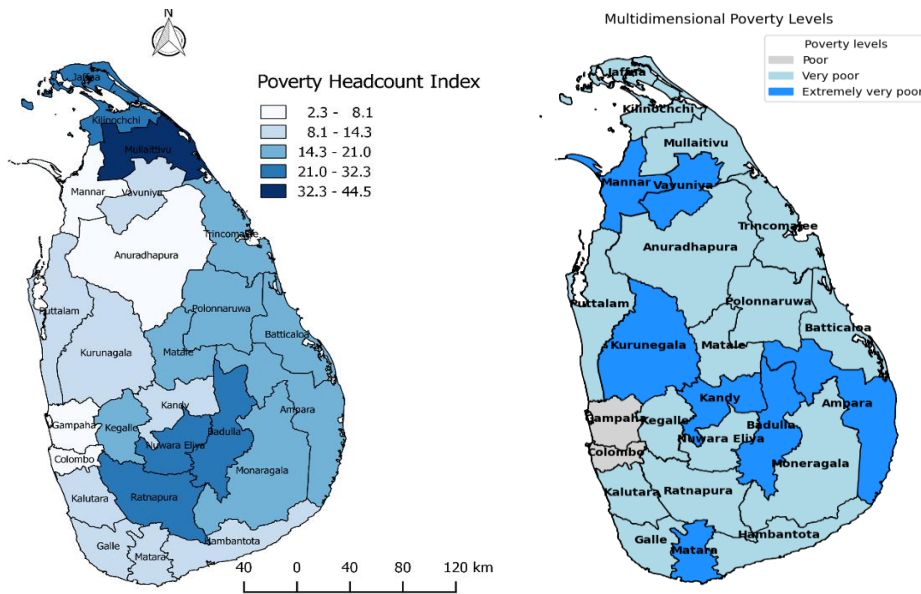 N
Poverty Headcount Index
2.3 - 8.1
8.1 - 14.3
14.3 - 21.0
21.0 - 32.3
32.3 - 44.5
Jaffna
Kilinochchi
Mullaittivu
Mannar
Vavuniya
Anuradhapura
Trincomalee
Puttalam
Polonnaruwa
Kurunagala
Matale
Batticaloa
Kandy
Ampara
Gampaha
Kegalle
Nuwara Eliya
Badulla
Colombo
Monaragala
Kalutara
Ratnapura
Hambantota
Galle
Matara
40 0 40 80 120 km
Multidimensional Poverty Levels
Poverty levels
Poor
Very poor
Extremely very poor
Jaffna
Kilinochchi
Mullaitivu
Mannar
Vavuniya
Anuradhapura
Trincomalee
Puttalam
Polonnaruwa
Batticaloa
Kurunegala
Matale
Kandy
Ampara
Gampaha
Kegalle
Badulla
Nuwara Eliya
Colombo
Moneragala
Kalutara
Ratnapura
Hambantota
Galle
Matara